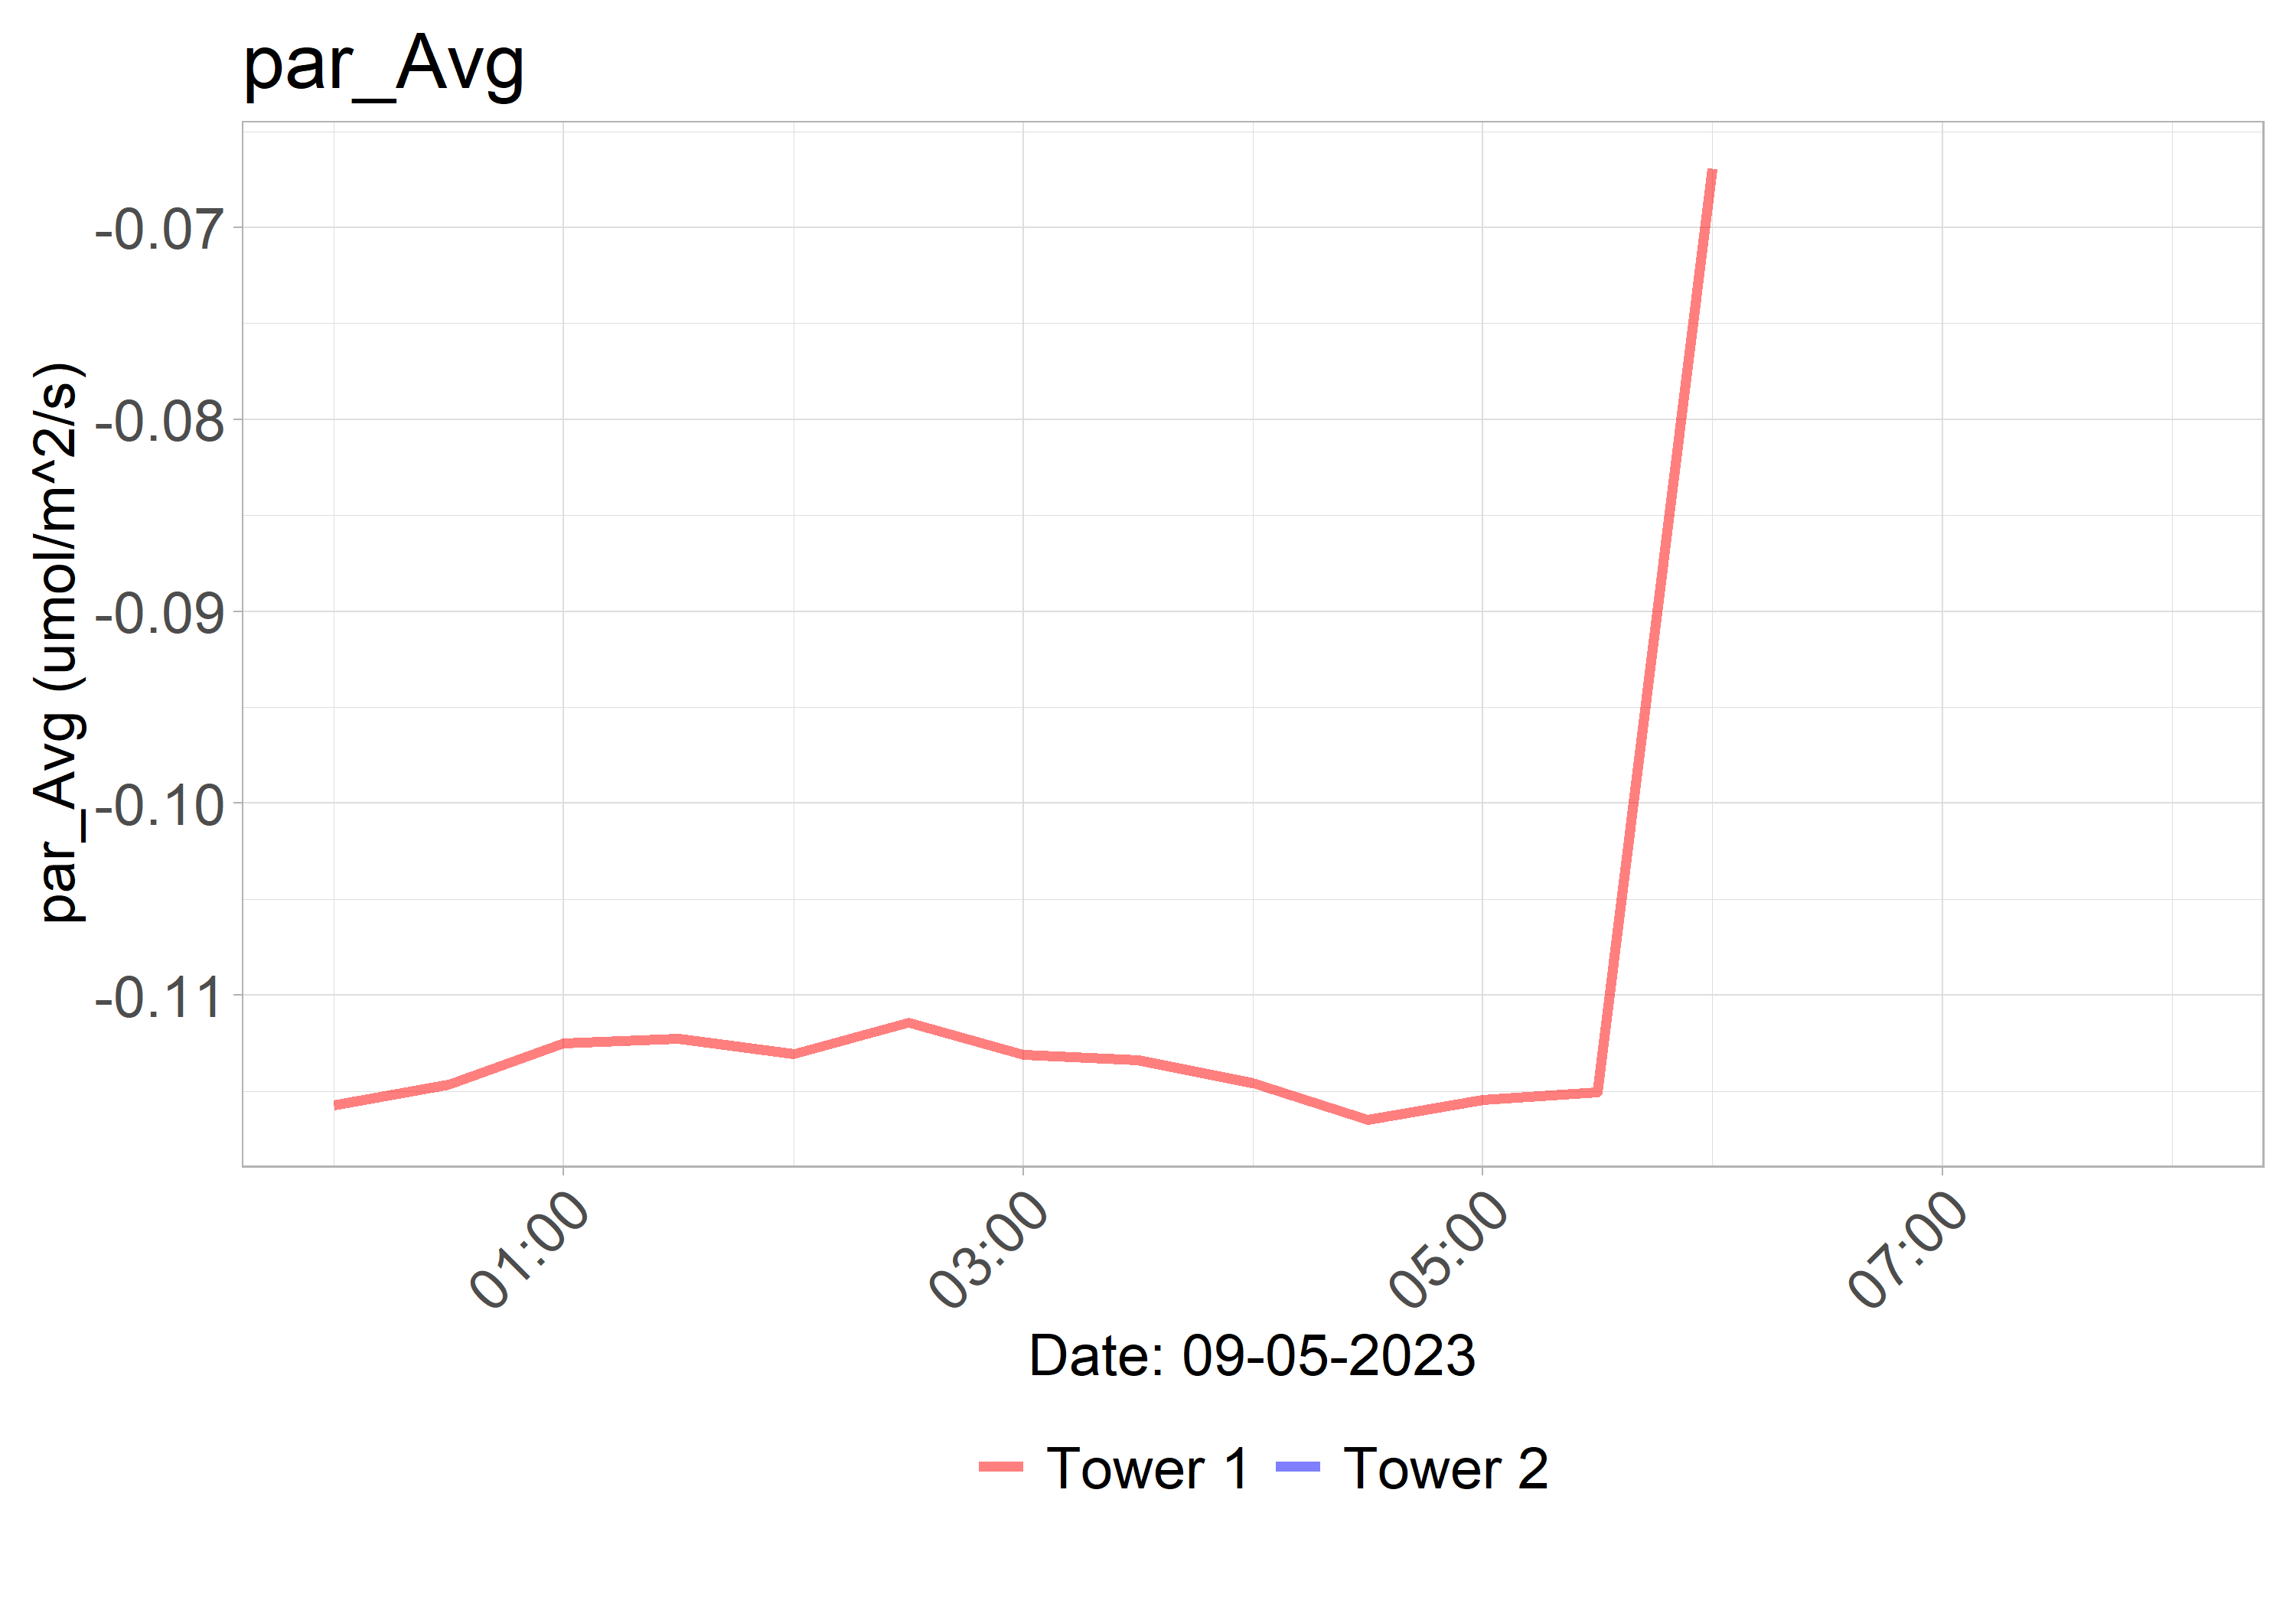 par_Avg
par_Avg (umol/m^2/s)
-0.07
-0.08
-0.09
-0.10
-0.11
01:00 03:00 05:00 07:00
Date: 09-05-2023
Tower 1 Tower 2